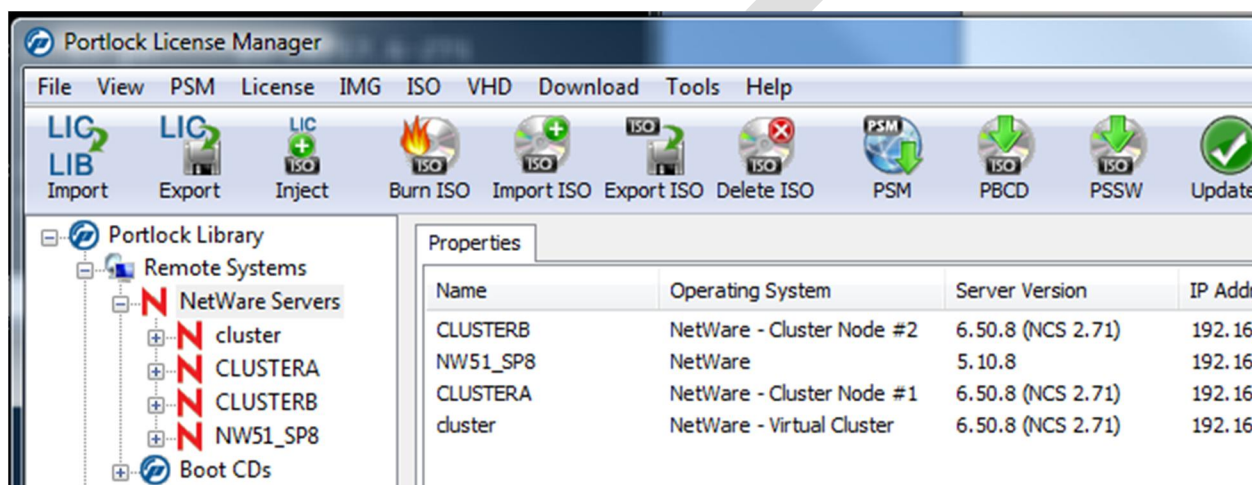 Portlock License Manager
File View PSM License IMG ISO VHD Download Tools Help
LIC LIB LIC LIC ISO ISO ISO ISO ISO PSM ISO ISO
Import Export Inject Burn ISO Import ISO Export ISO Delete ISO PSM PBCD PSSW Update
Portlock Library
Remote Systems
NetWare Servers
cluster
CLUSTERA
CLUSTERB
NW51_SP8
Boot CDs
Properties
Name Operating System Server Version IP Addr
CLUSTERB NetWare - Cluster Node #2 6.50.8 (NCS 2.71) 192.16
NW51_SP8 NetWare 5.10.8 192.16
CLUSTERA NetWare - Cluster Node #1 6.50.8 (NCS 2.71) 192.16
cluster NetWare - Virtual Cluster 6.50.8 (NCS 2.71) 192.16